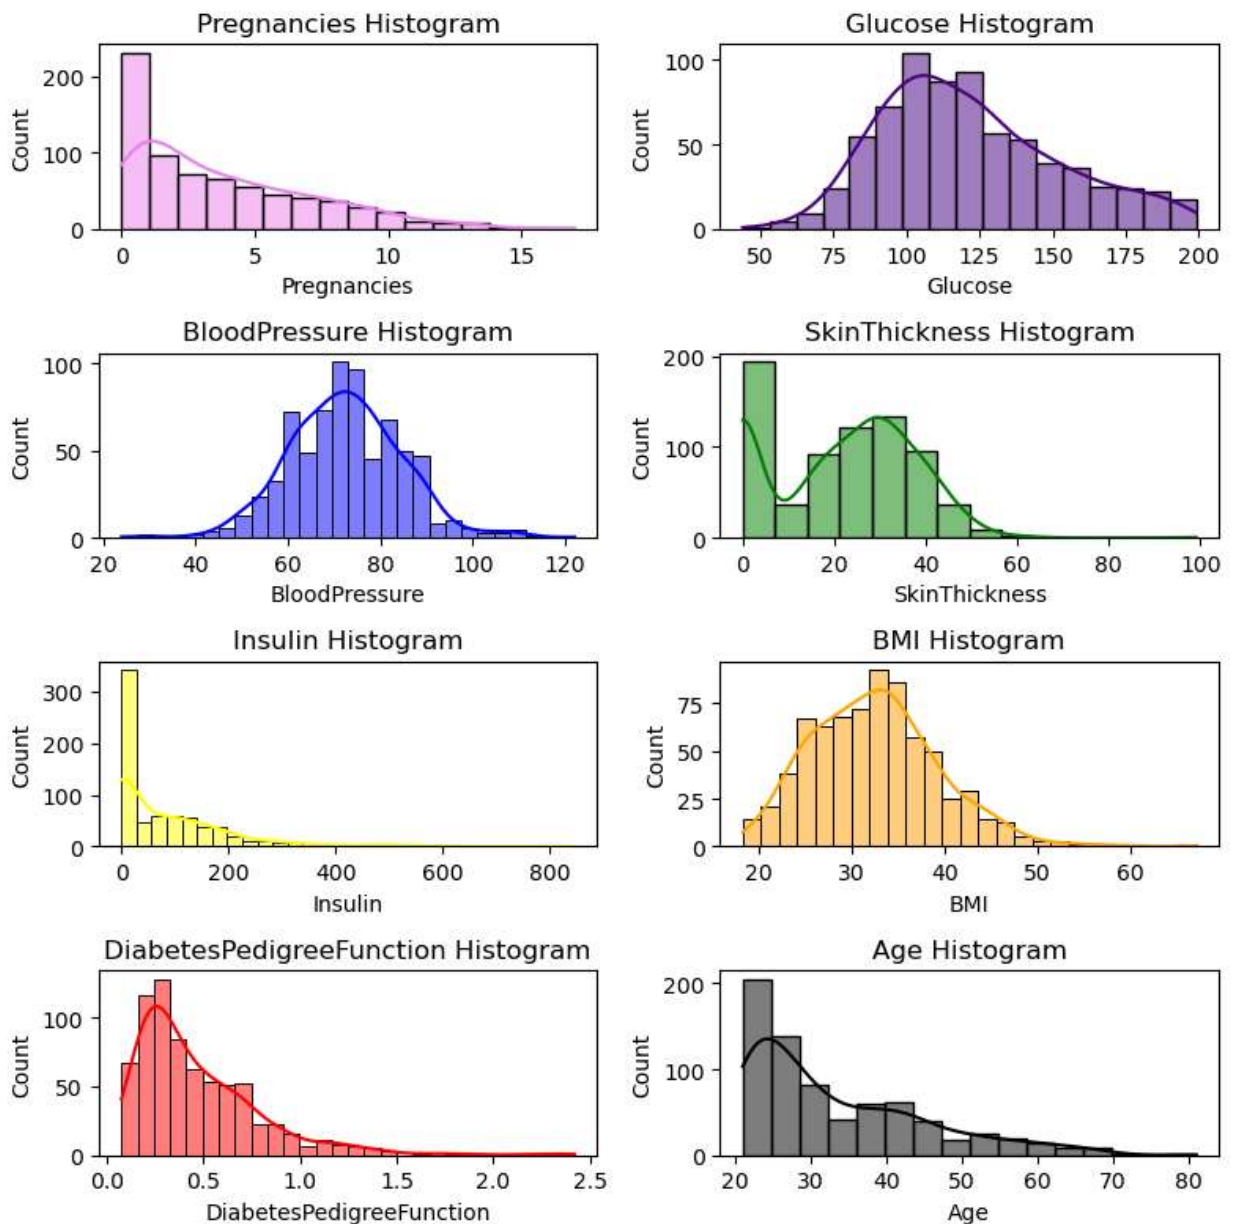 Pregnancies Histogram
Count
200
100
0
0 5 10 15
Pregnancies
Glucose Histogram
Count
100
50
0
50 75 100 125 150 175 200
Glucose
BloodPressure Histogram
Count
100
50
0
20 40 60 80 100 120
BloodPressure
SkinThickness Histogram
Count
200
100
0
0 20 40 60 80 100
SkinThickness
Insulin Histogram
Count
300
200
100
0
0 200 400 600 800
Insulin
BMI Histogram
Count
75
50
25
0
20 30 40 50 60
BMI
DiabetesPedigreeFunction Histogram
Count
100
50
0
0.0 0.5 1.0 1.5 2.0 2.5
DiabetesPedigreeFunction
Age Histogram
Count
200
100
0
20 30 40 50 60 70 80
Age